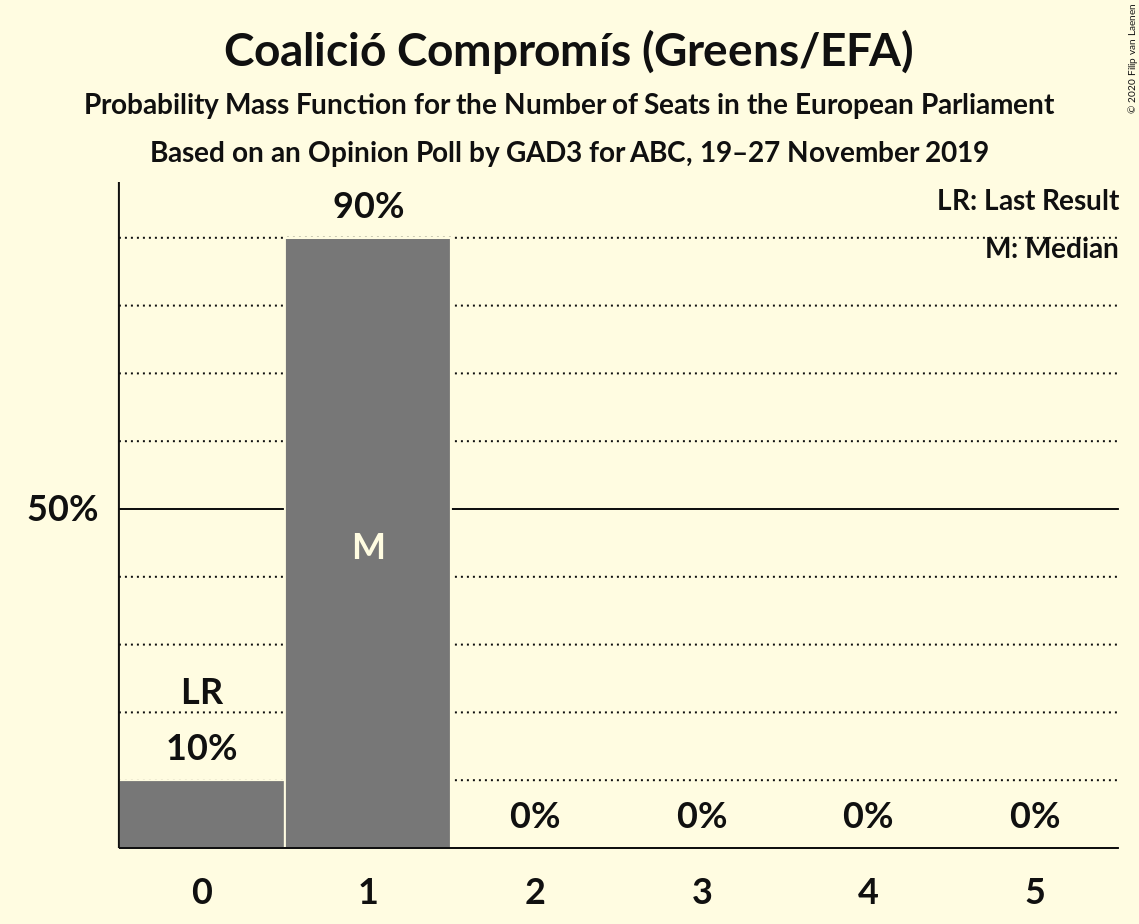 Coalició Compromís (Greens/EFA)
Probability Mass Function for the Number of Seats in the European Parliament
Based on an Opinion Poll by GAD3 for ABC, 19–27 November 2019
© 2020 Filip van Laenen
LR: Last Result
M: Median
90%
50%
M
LR
10%
0%
0%
0%
0%
0
1
2
3
4
5